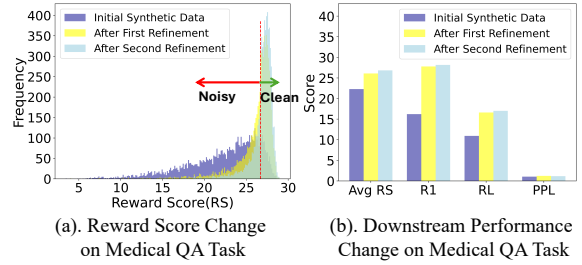 Initial Synthetic Data
After First Refinement
After Second Refinement
Noisy
Clean
Frequency
400
350
300
250
200
150
100
50
0
5
10
15
20
25
30
Reward Score(RS)
(a). Reward Score Change
on Medical QA Task
Initial Synthetic Data
After First Refinement
After Second Refinement
Score
40
35
30
25
20
15
10
5
0
Avg RS
R1
RL
PPL
(b). Downstream Performance
Change on Medical QA Task